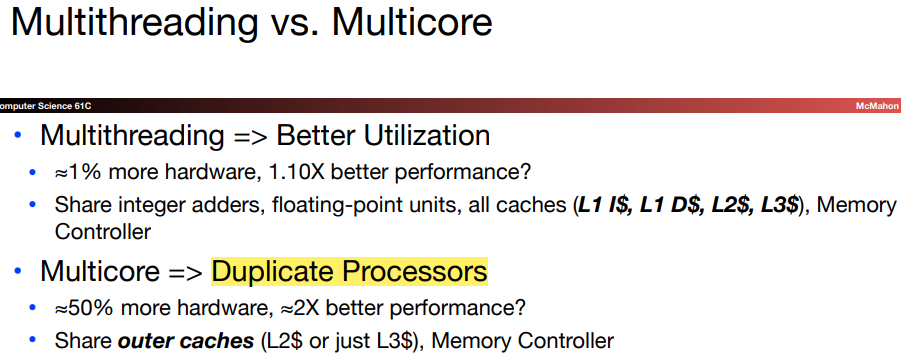 Multithreading vs. Multicore
omputer Science 61C
McMahon
• Multithreading => Better Utilization
• ≈1% more hardware, 1.10X better performance?
• Share integer adders, floating-point units, all caches (L1 I$, L1 D$, L2$, L3$), Memory
Controller
• Multicore => Duplicate Processors
• ≈50% more hardware, ≈2X better performance?
• Share outer caches (L2$ or just L3$), Memory Controller